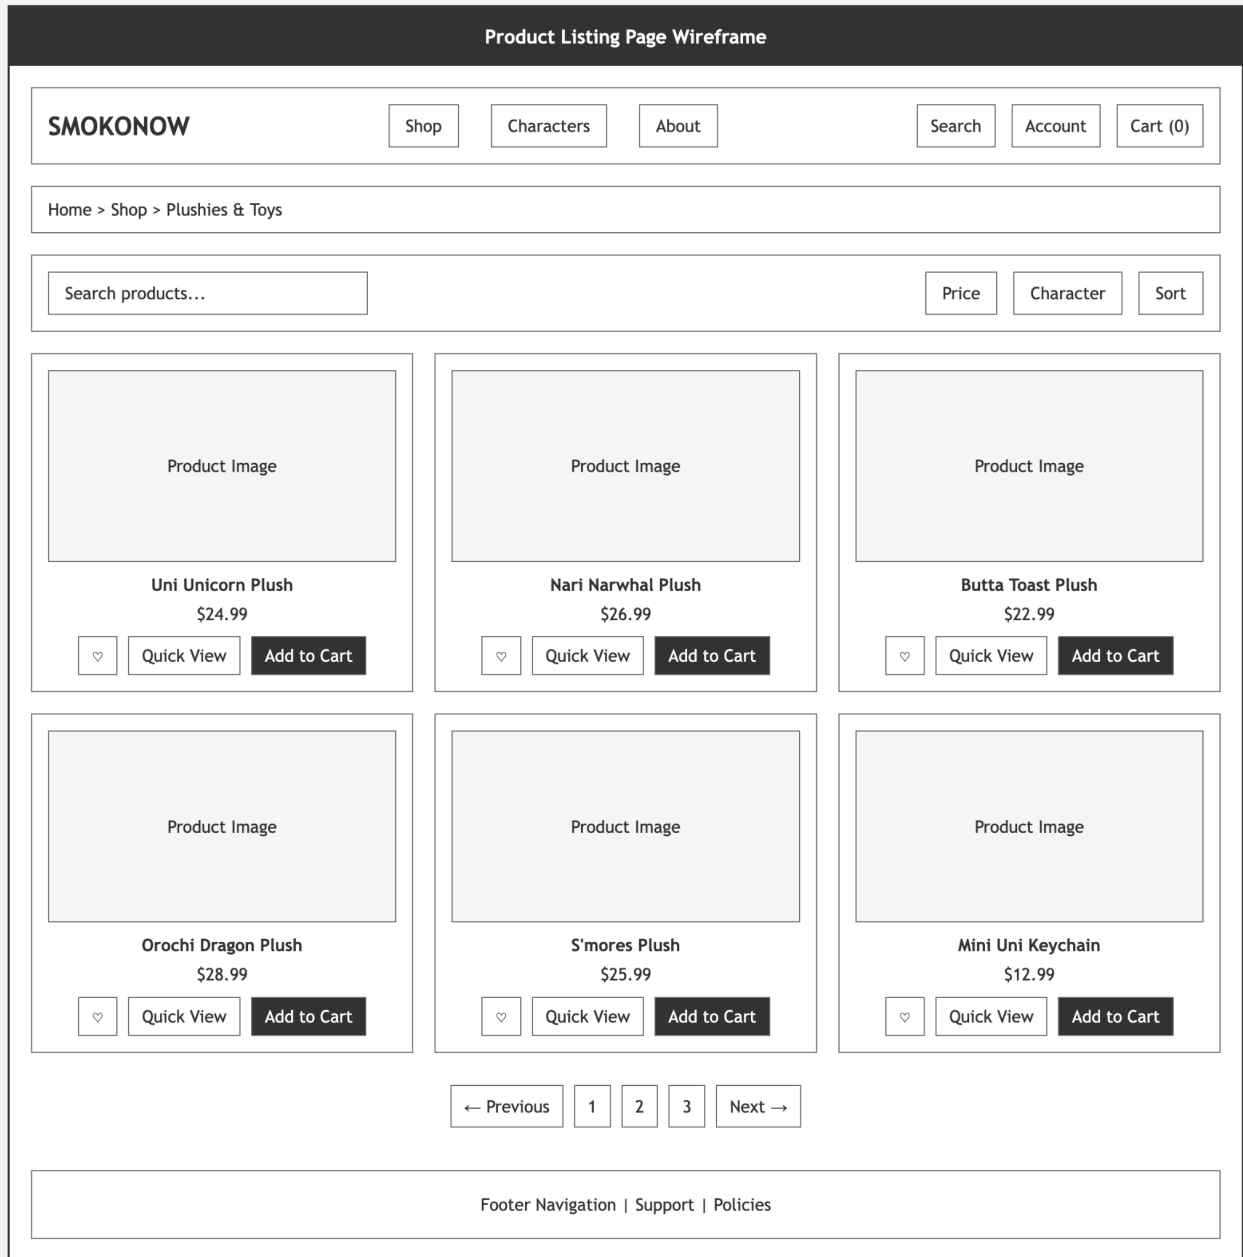 Product Listing Page Wireframe
SMOKONOW Shop Characters About Search Account Cart (0)
Home > Shop > Plushies & Toys
Search products... Price Character Sort
Product Image Product Image Product Image
Uni Unicorn Plush Nari Narwhal Plush Butta Toast Plush
$24.99 $26.99 $22.99
♡ Quick View Add to Cart ♡ Quick View Add to Cart ♡ Quick View Add to Cart
Product Image Product Image Product Image
Orochi Dragon Plush S'mores Plush Mini Uni Keychain
$28.99 $25.99 $12.99
♡ Quick View Add to Cart ♡ Quick View Add to Cart ♡ Quick View Add to Cart
← Previous 1 2 3 Next →
Footer Navigation | Support | Policies